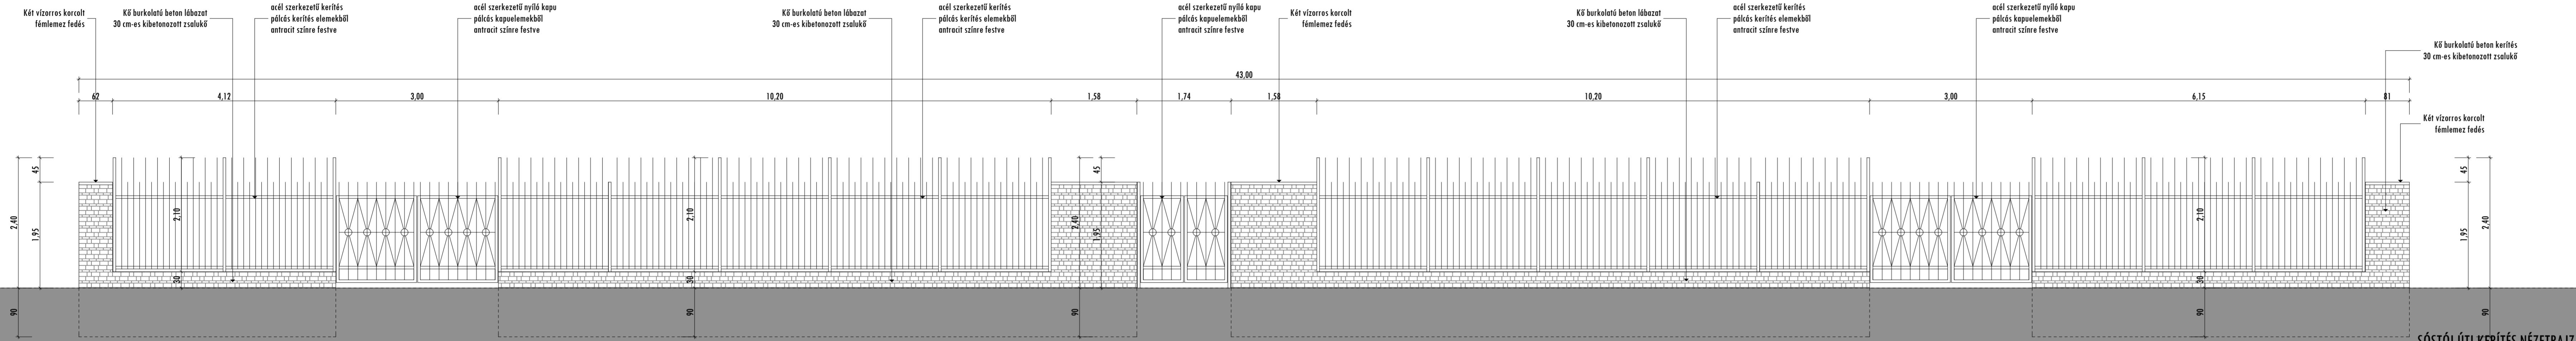 Két vízorros korcolt
fémlemez fedés
Kő burkolatú beton lábazat
30 cm-es kibetonozott zsalukő
acél szerkezetű kerítés
pálcás kerítés elemekből
antracit színre festve
acél szerkezetű nyíló kapu
pálcás kapuelemekből
antracit színre festve
Kő burkolatú beton lábazat
30 cm-es kibetonozott zsalukő
acél szerkezetű kerítés
pálcás kerítés elemekből
antracit színre festve
acél szerkezetű nyíló kapu
pálcás kapuelemekből
antracit színre festve
Két vízorros korcolt
fémlemez fedés
Kő burkolatú beton lábazat
30 cm-es kibetonozott zsalukő
acél szerkezetű kerítés
pálcás kerítés elemekből
antracit színre festve
acél szerkezetű nyíló kapu
pálcás kapuelemekből
antracit színre festve
Kő burkolatú beton kerítés
30 cm-es kibetonozott zsalukő
Két vízorros korcolt
fémlemez fedés
43,00
62 4,12 3,00 10,20 1,58 1,74 1,58 10,20 3,00 6,15 81
2,40
45
1,95
90
2,10
30
2,10
30
90
2,40
45
1,95
90
2,10
30
90
45
1,95
2,40
90
SÓSTÓI ÚTI KERÍTÉS NÉZETRAJZ